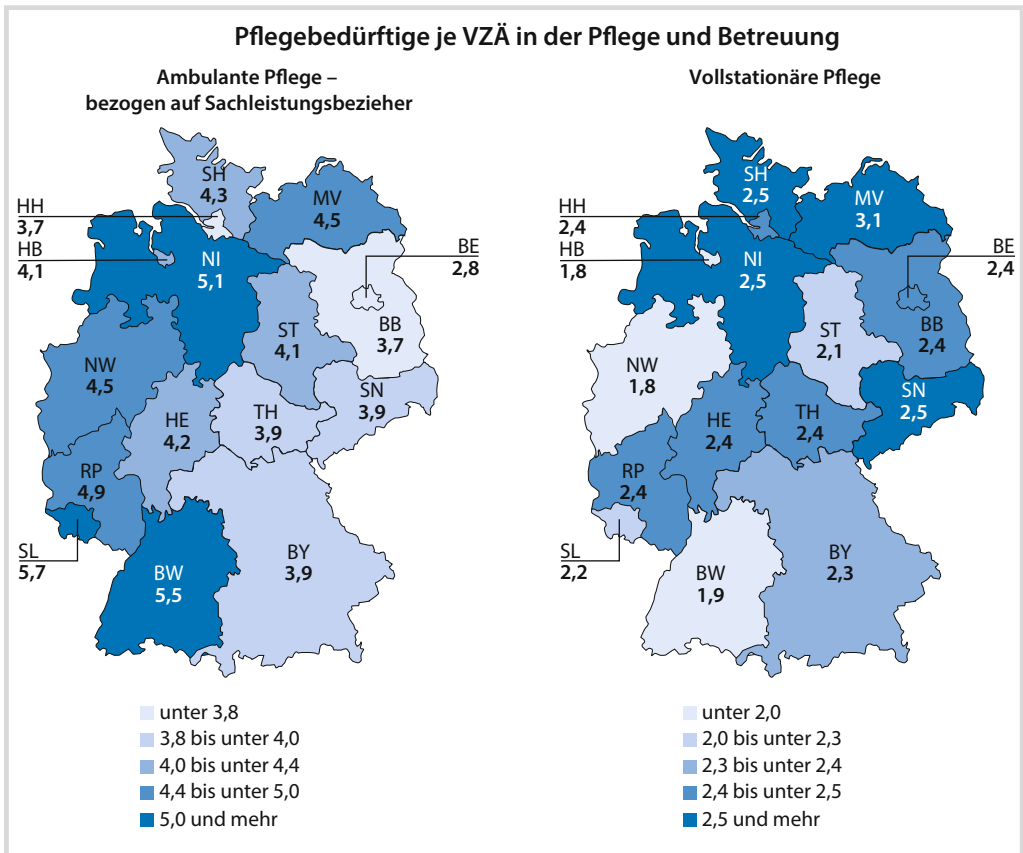 Pflegebedürftige je VZÄ in der Pflege und Betreuung
Ambulante Pflege –
bezogen auf Sachleistungsbezieher
SH
4,3
HH
3,7
MV
4,5
HB
4,1
NI
5,1
BE
2,8
BB
3,7
ST
4,1
NW
4,5
SN
3,9
HE
4,2
TH
3,9
RP
4,9
SL
5,7
BW
5,5
BY
3,9
unter 3,8
3,8 bis unter 4,0
4,0 bis unter 4,4
4,4 bis unter 5,0
5,0 und mehr
Vollstationäre Pflege
SH
2,5
HH
2,4
MV
3,1
HB
1,8
NI
2,5
BE
2,4
BB
2,4
ST
2,1
NW
1,8
SN
2,5
HE
2,4
TH
2,4
RP
2,4
SL
2,2
BW
1,9
BY
2,3
unter 2,0
2,0 bis unter 2,3
2,3 bis unter 2,4
2,4 bis unter 2,5
2,5 und mehr